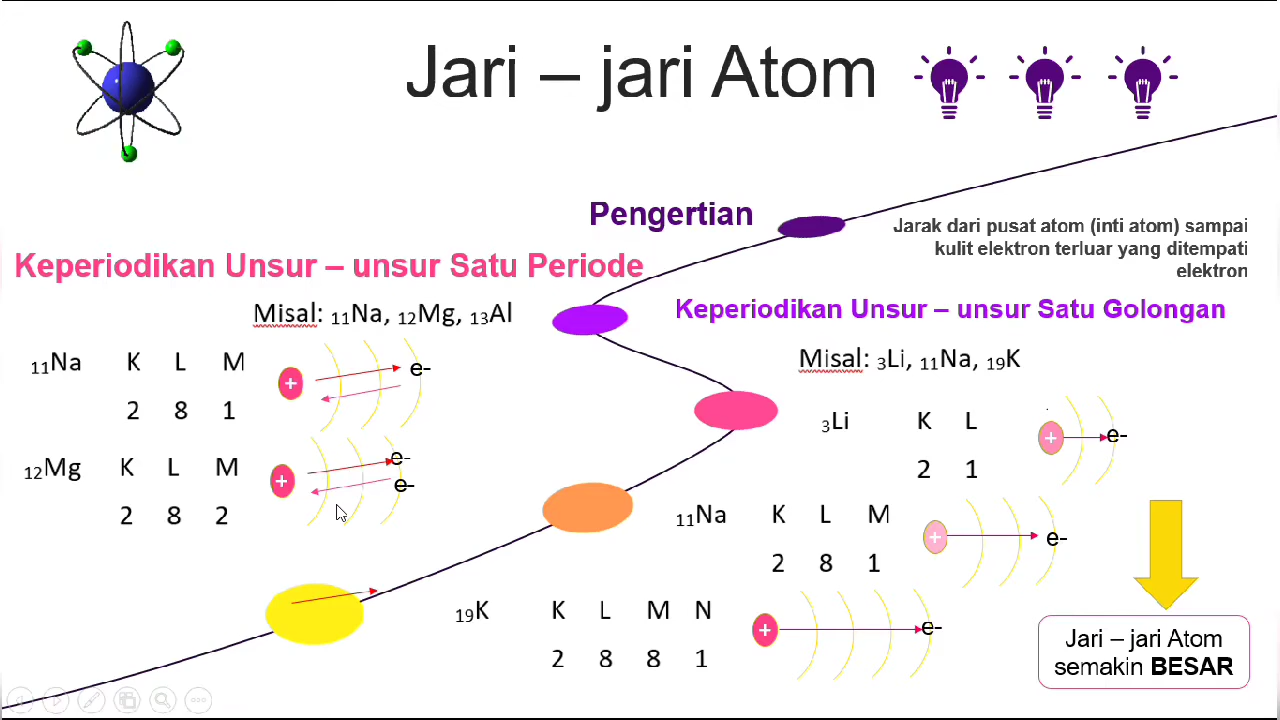 Jari – jari Atom
Pengertian
Jarak dari pusat atom (inti atom) sampai
kulit elektron terluar yang ditempati
elektron
Keperiodikan Unsur – unsur Satu Periode
Misal: ₁₁Na, ₁₂Mg, ₁₃Al
₁₁Na K L M
+ e-
2 8 1
₁₂Mg K L M
+ e-
e-
2 8 2
Keperiodikan Unsur – unsur Satu Golongan
Misal: ₃Li, ₁₁Na, ₁₉K
₃Li K L
+ e-
2 1
₁₁Na K L M
+ e-
2 8 1
₁₉K K L M N
+ e-
2 8 8 1
Jari – jari Atom
semakin BESAR